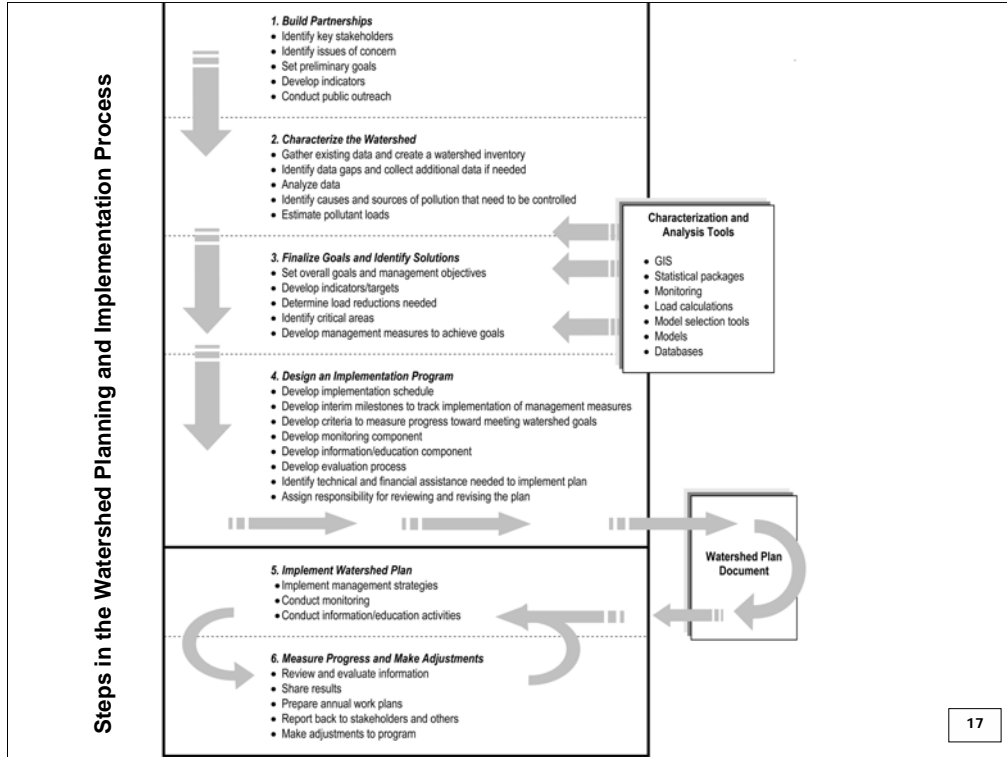 Steps in the Watershed Planning and Implementation Process
1. Build Partnerships
• Identify key stakeholders
• Identify issues of concern
• Set preliminary goals
• Develop indicators
• Conduct public outreach
2. Characterize the Watershed
• Gather existing data and create a watershed inventory
• Identify data gaps and collect additional data if needed
• Analyze data
• Identify causes and sources of pollution that need to be controlled
• Estimate pollutant loads
3. Finalize Goals and Identify Solutions
• Set overall goals and management objectives
• Develop indicators/targets
• Determine load reductions needed
• Identify critical areas
• Develop management measures to achieve goals
Characterization and
Analysis Tools
• GIS
• Statistical packages
• Monitoring
• Load calculations
• Model selection tools
• Models
• Databases
4. Design an Implementation Program
• Develop implementation schedule
• Develop interim milestones to track implementation of management measures
• Develop criteria to measure progress toward meeting watershed goals
• Develop monitoring component
• Develop information/education component
• Develop evaluation process
• Identify technical and financial assistance needed to implement plan
• Assign responsibility for reviewing and revising the plan
Watershed Plan
Document
5. Implement Watershed Plan
• Implement management strategies
• Conduct monitoring
• Conduct information/education activities
6. Measure Progress and Make Adjustments
• Review and evaluate information
• Share results
• Prepare annual work plans
• Report back to stakeholders and others
• Make adjustments to program
17